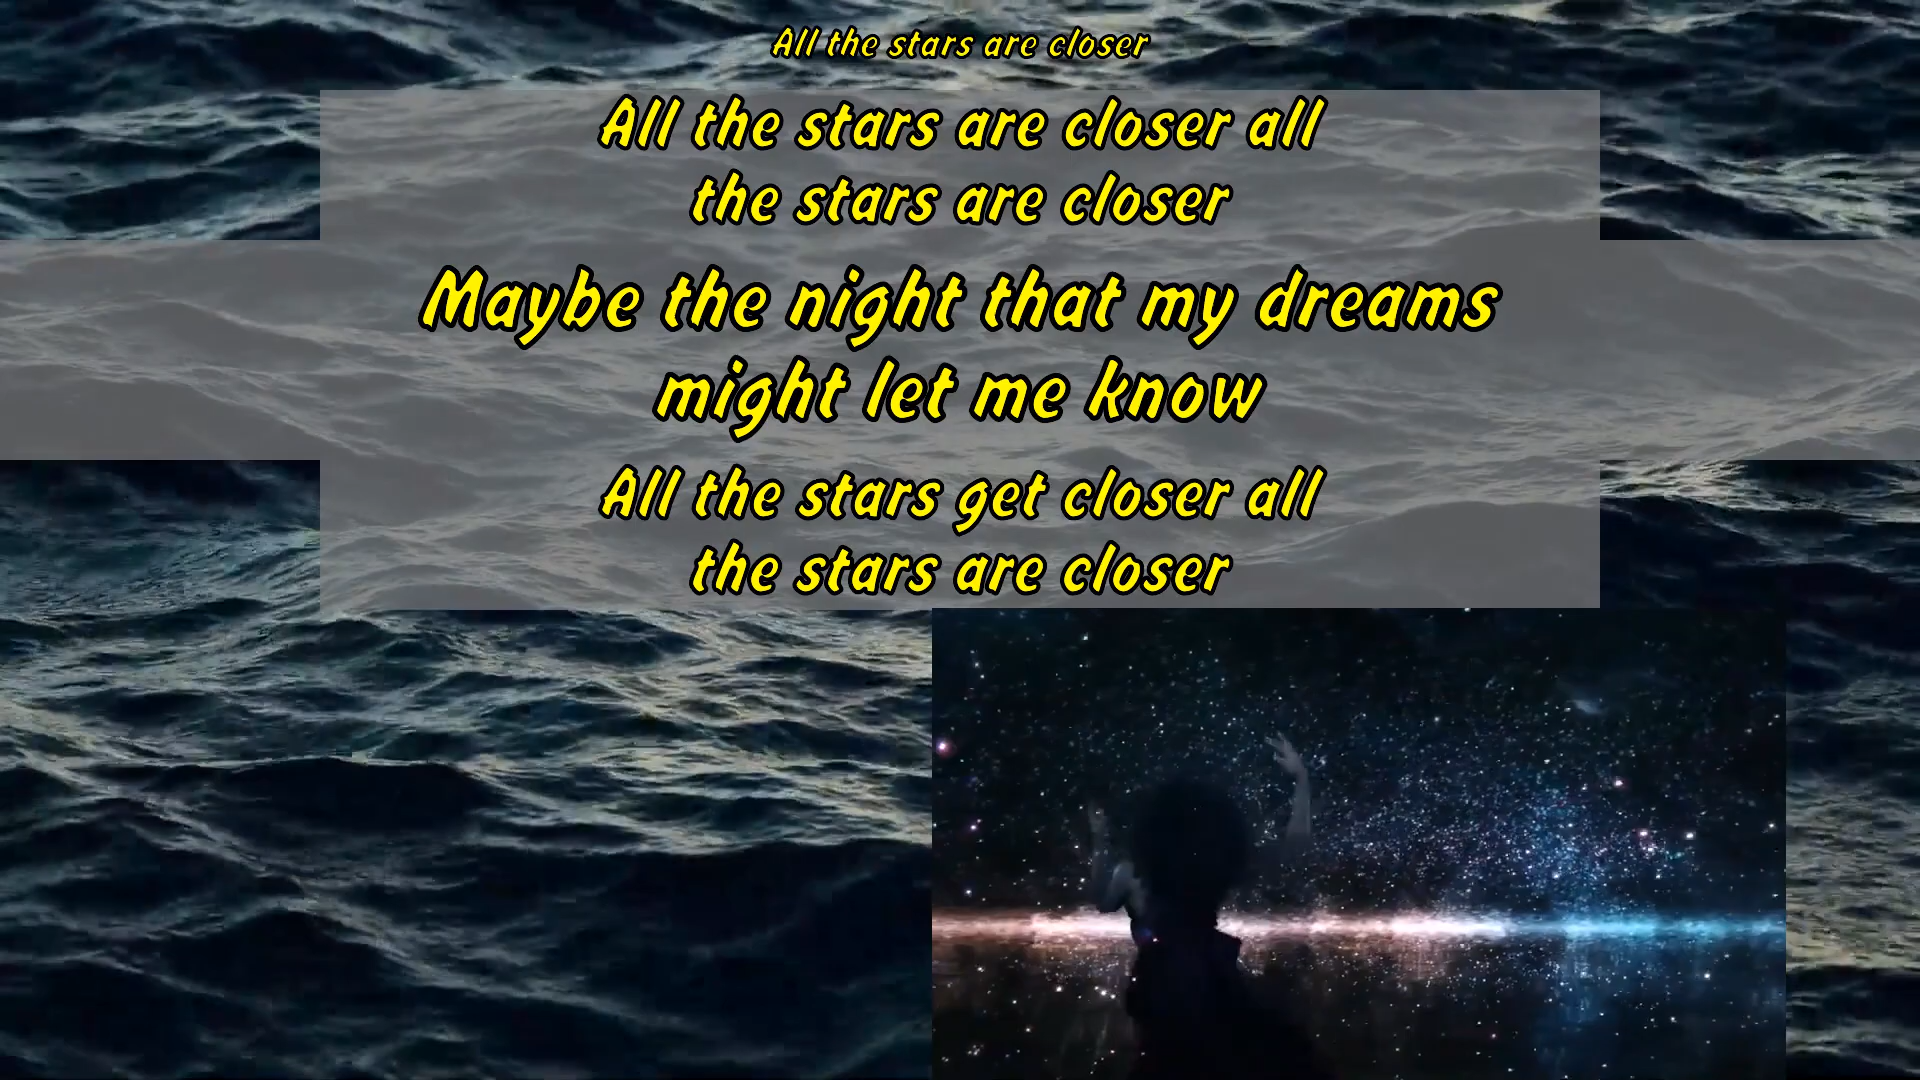 All the stars are closer
All the stars are closer all
the stars are closer
Maybe the night that my dreams
might let me know
All the stars get closer all
the stars are closer